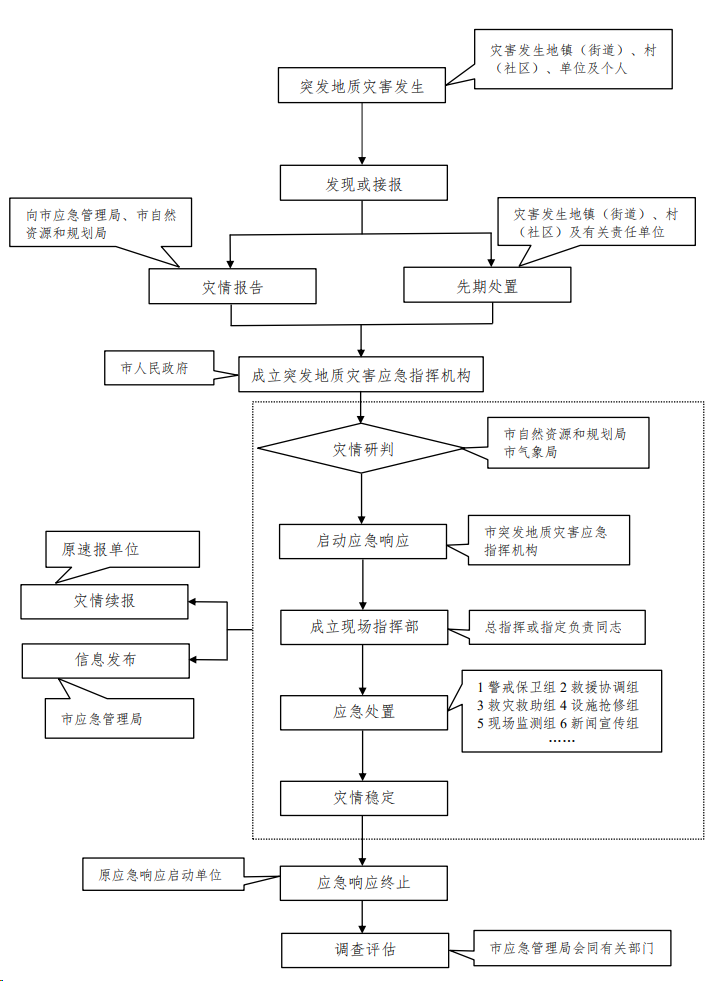 灾害发生地镇（街道）、村
（社区）、单位及个人
突发地质灾害发生
发现或接报
向市应急管理局、市自然
资源和规划局
灾害发生地镇（街道）、村
（社区）及有关责任单位
灾情报告
先期处置
市人民政府
成立突发地质灾害应急指挥机构
灾情研判
市自然资源和规划局
市气象局
启动应急响应
市突发地质灾害应急
指挥机构
原速报单位
灾情续报
成立现场指挥部
总指挥或指定负责同志
信息发布
市应急管理局
应急处置
1 警戒保卫组 2 救援协调组
3 救灾救助组 4 设施抢修组
5 现场监测组 6 新闻宣传组
……
灾情稳定
原应急响应启动单位
应急响应终止
调查评估
市应急管理局会同有关部门